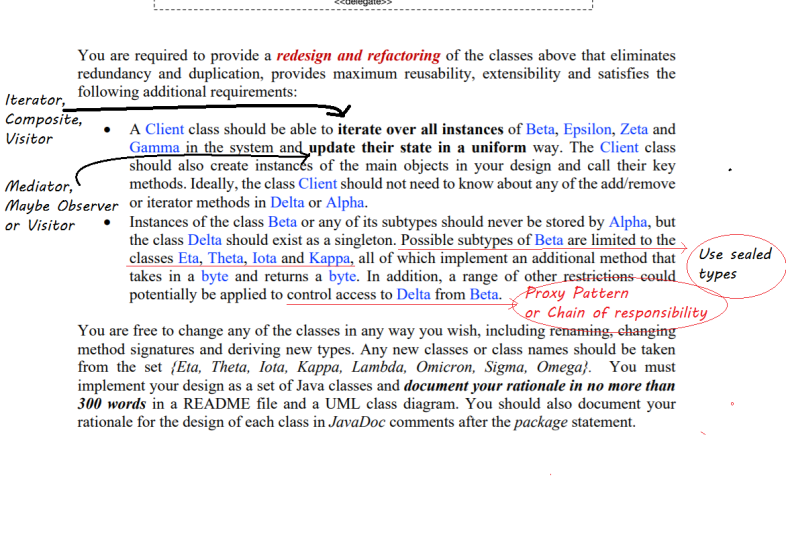 <<delegate>>
You are required to provide a redesign and refactoring of the classes above that eliminates
redundancy and duplication, provides maximum reusability, extensibility and satisfies the
following additional requirements:
Iterator,
Composite,
Visitor
• A Client class should be able to iterate over all instances of Beta, Epsilon, Zeta and
Gamma in the system and update their state in a uniform way. The Client class
should also create instances of the main objects in your design and call their key
methods. Ideally, the class Client should not need to know about any of the add/remove
or iterator methods in Delta or Alpha.
Mediator,
Maybe Observer
or Visitor
• Instances of the class Beta or any of its subtypes should never be stored by Alpha, but
the class Delta should exist as a singleton. Possible subtypes of Beta are limited to the
classes Eta, Theta, Iota and Kappa, all of which implement an additional method that
takes in a byte and returns a byte. In addition, a range of other restrictions could
potentially be applied to control access to Delta from Beta.
Use sealed
types
Proxy Pattern
or Chain of responsibility
You are free to change any of the classes in any way you wish, including renaming, changing
method signatures and deriving new types. Any new classes or class names should be taken
from the set {Eta, Theta, Iota, Kappa, Lambda, Omicron, Sigma, Omega}. You must
implement your design as a set of Java classes and document your rationale in no more than
300 words in a README file and a UML class diagram. You should also document your
rationale for the design of each class in JavaDoc comments after the package statement.